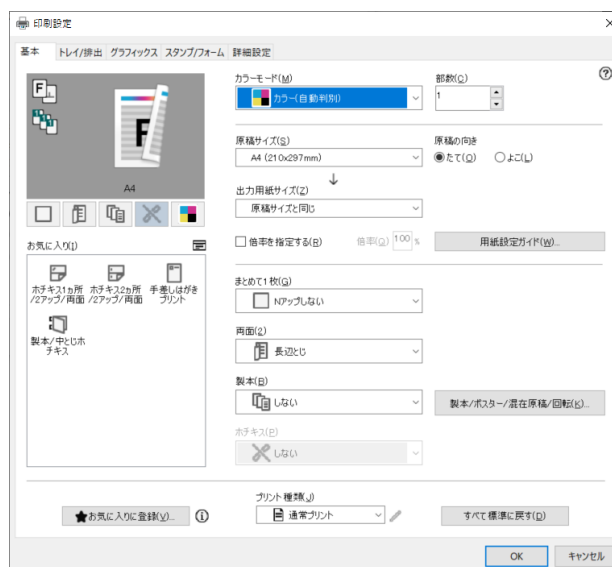 印刷設定
基本 トレイ/排出 グラフィックス スタンプ/フォーム 詳細設定
カラーモード(M)
部数(C)
カラー(自動判別)
1
原稿サイズ(S)
原稿の向き
A4 (210x297mm)
たて(O) よこ(L)
A4
出力用紙サイズ(Z)
原稿サイズと同じ
倍率を指定する(R) 倍率(Q) 100 %
用紙設定ガイド(W)...
お気に入り(I)
ホチキス1ヵ所
/2アップ/両面
ホチキス2ヵ所
/2アップ/両面
手差しはがき
プリント
製本/中とじホ
チキス
まとめて1枚(G)
Nアップしない
両面(2)
長辺とじ
製本(B)
しない
製本/ポスター/混在原稿/回転(K)...
ホチキス(P)
しない
プリント種類(J)
★お気に入りに登録(V)...
通常プリント
すべて標準に戻す(D)
OK キャンセル